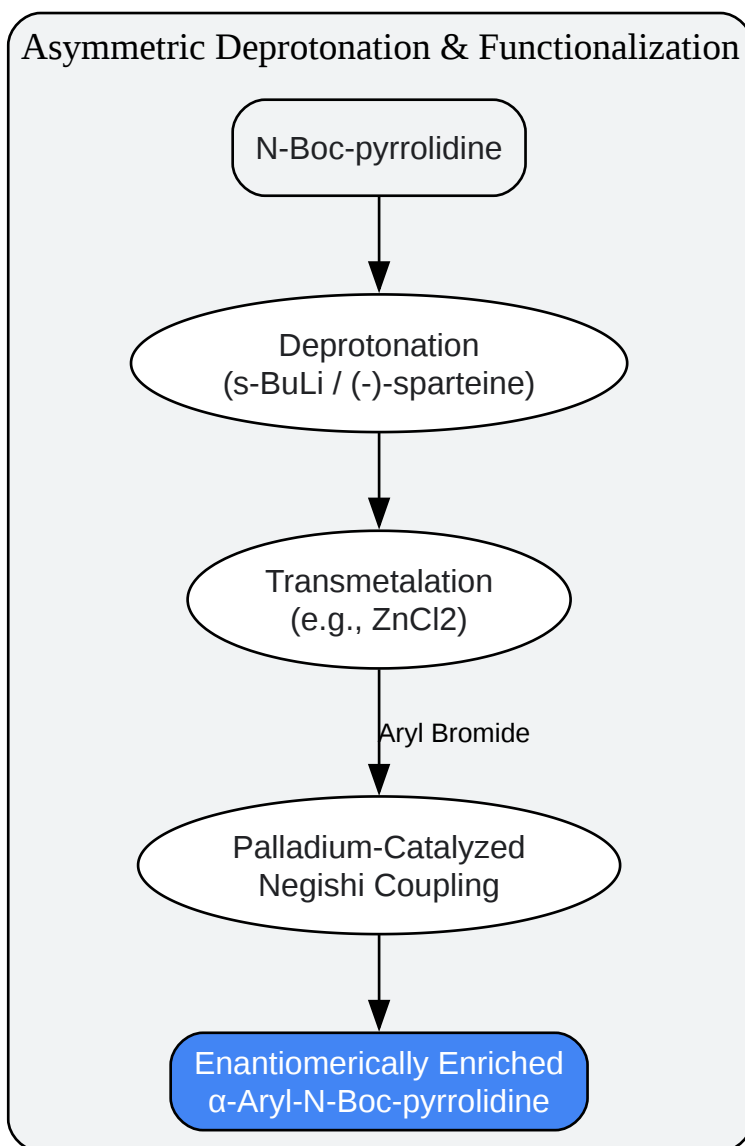 Asymmetric Deprotonation & Functionalization
N-Boc-pyrrolidine
Deprotonation
(s-BuLi / (-)-sparteine)
Transmetalation
(e.g., ZnCl2)
Aryl Bromide
Palladium-Catalyzed
Negishi Coupling
Enantiomerically Enriched
α-Aryl-N-Boc-pyrrolidine